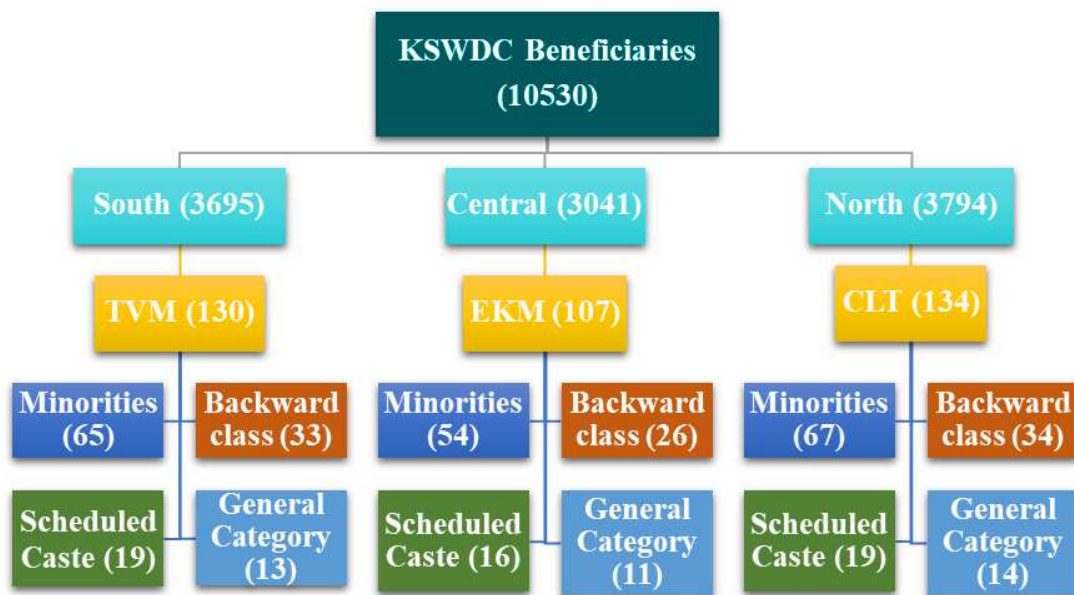 KSWDC Beneficiaries
(10530)
South (3695)
Central (3041)
North (3794)
TVM (130)
EKM (107)
CLT (134)
Minorities
(65)
Backward
class (33)
Minorities
(54)
Backward
class (26)
Minorities
(67)
Backward
class (34)
Scheduled
Caste (19)
General
Category
(13)
Scheduled
Caste (16)
General
Category
(11)
Scheduled
Caste (19)
General
Category
(14)